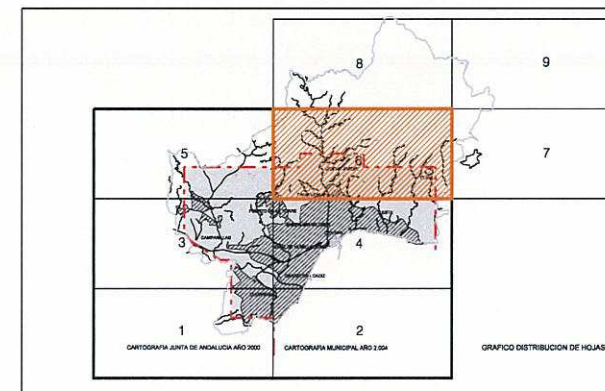 8
9
5
6
7
3
CAMPANILLAS
4
1
2
CARTOGRAFIA JUNTA DE ANDALUCIA AÑO 2000
CARTOGRAFIA MUNICIPAL AÑO 2.004
GRAFICO DISTRIBUCION DE HOJAS